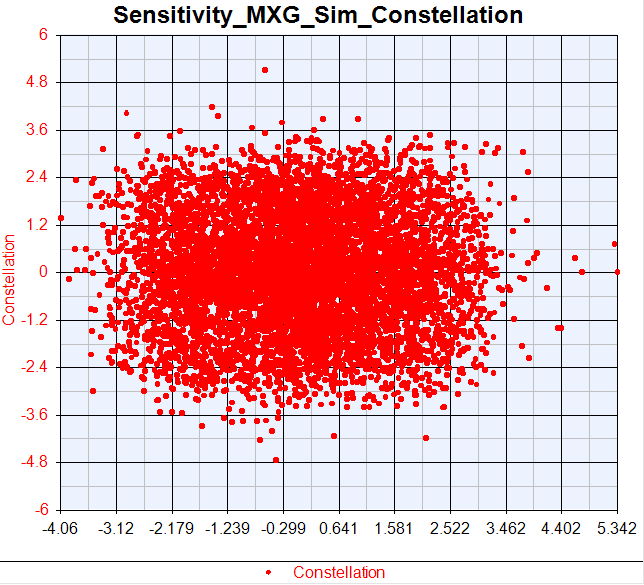 Sensitivity_MXG_Sim_Constellation
6
4.8
3.6
2.4
1.2
0
-1.2
-2.4
-3.6
-4.8
-6
Constellation
-4.06 -3.12 -2.179 -1.239 -0.299 0.641 1.581 2.522 3.462 4.402 5.342
Constellation